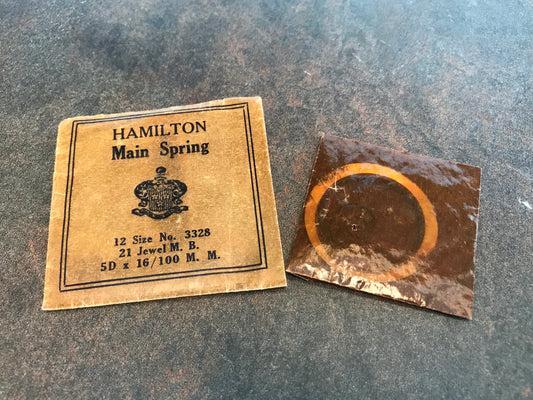 HAMILTON
Main Spring
12 Size No. 3328
21 Jewel M. B.
5D x 16/100 M. M.